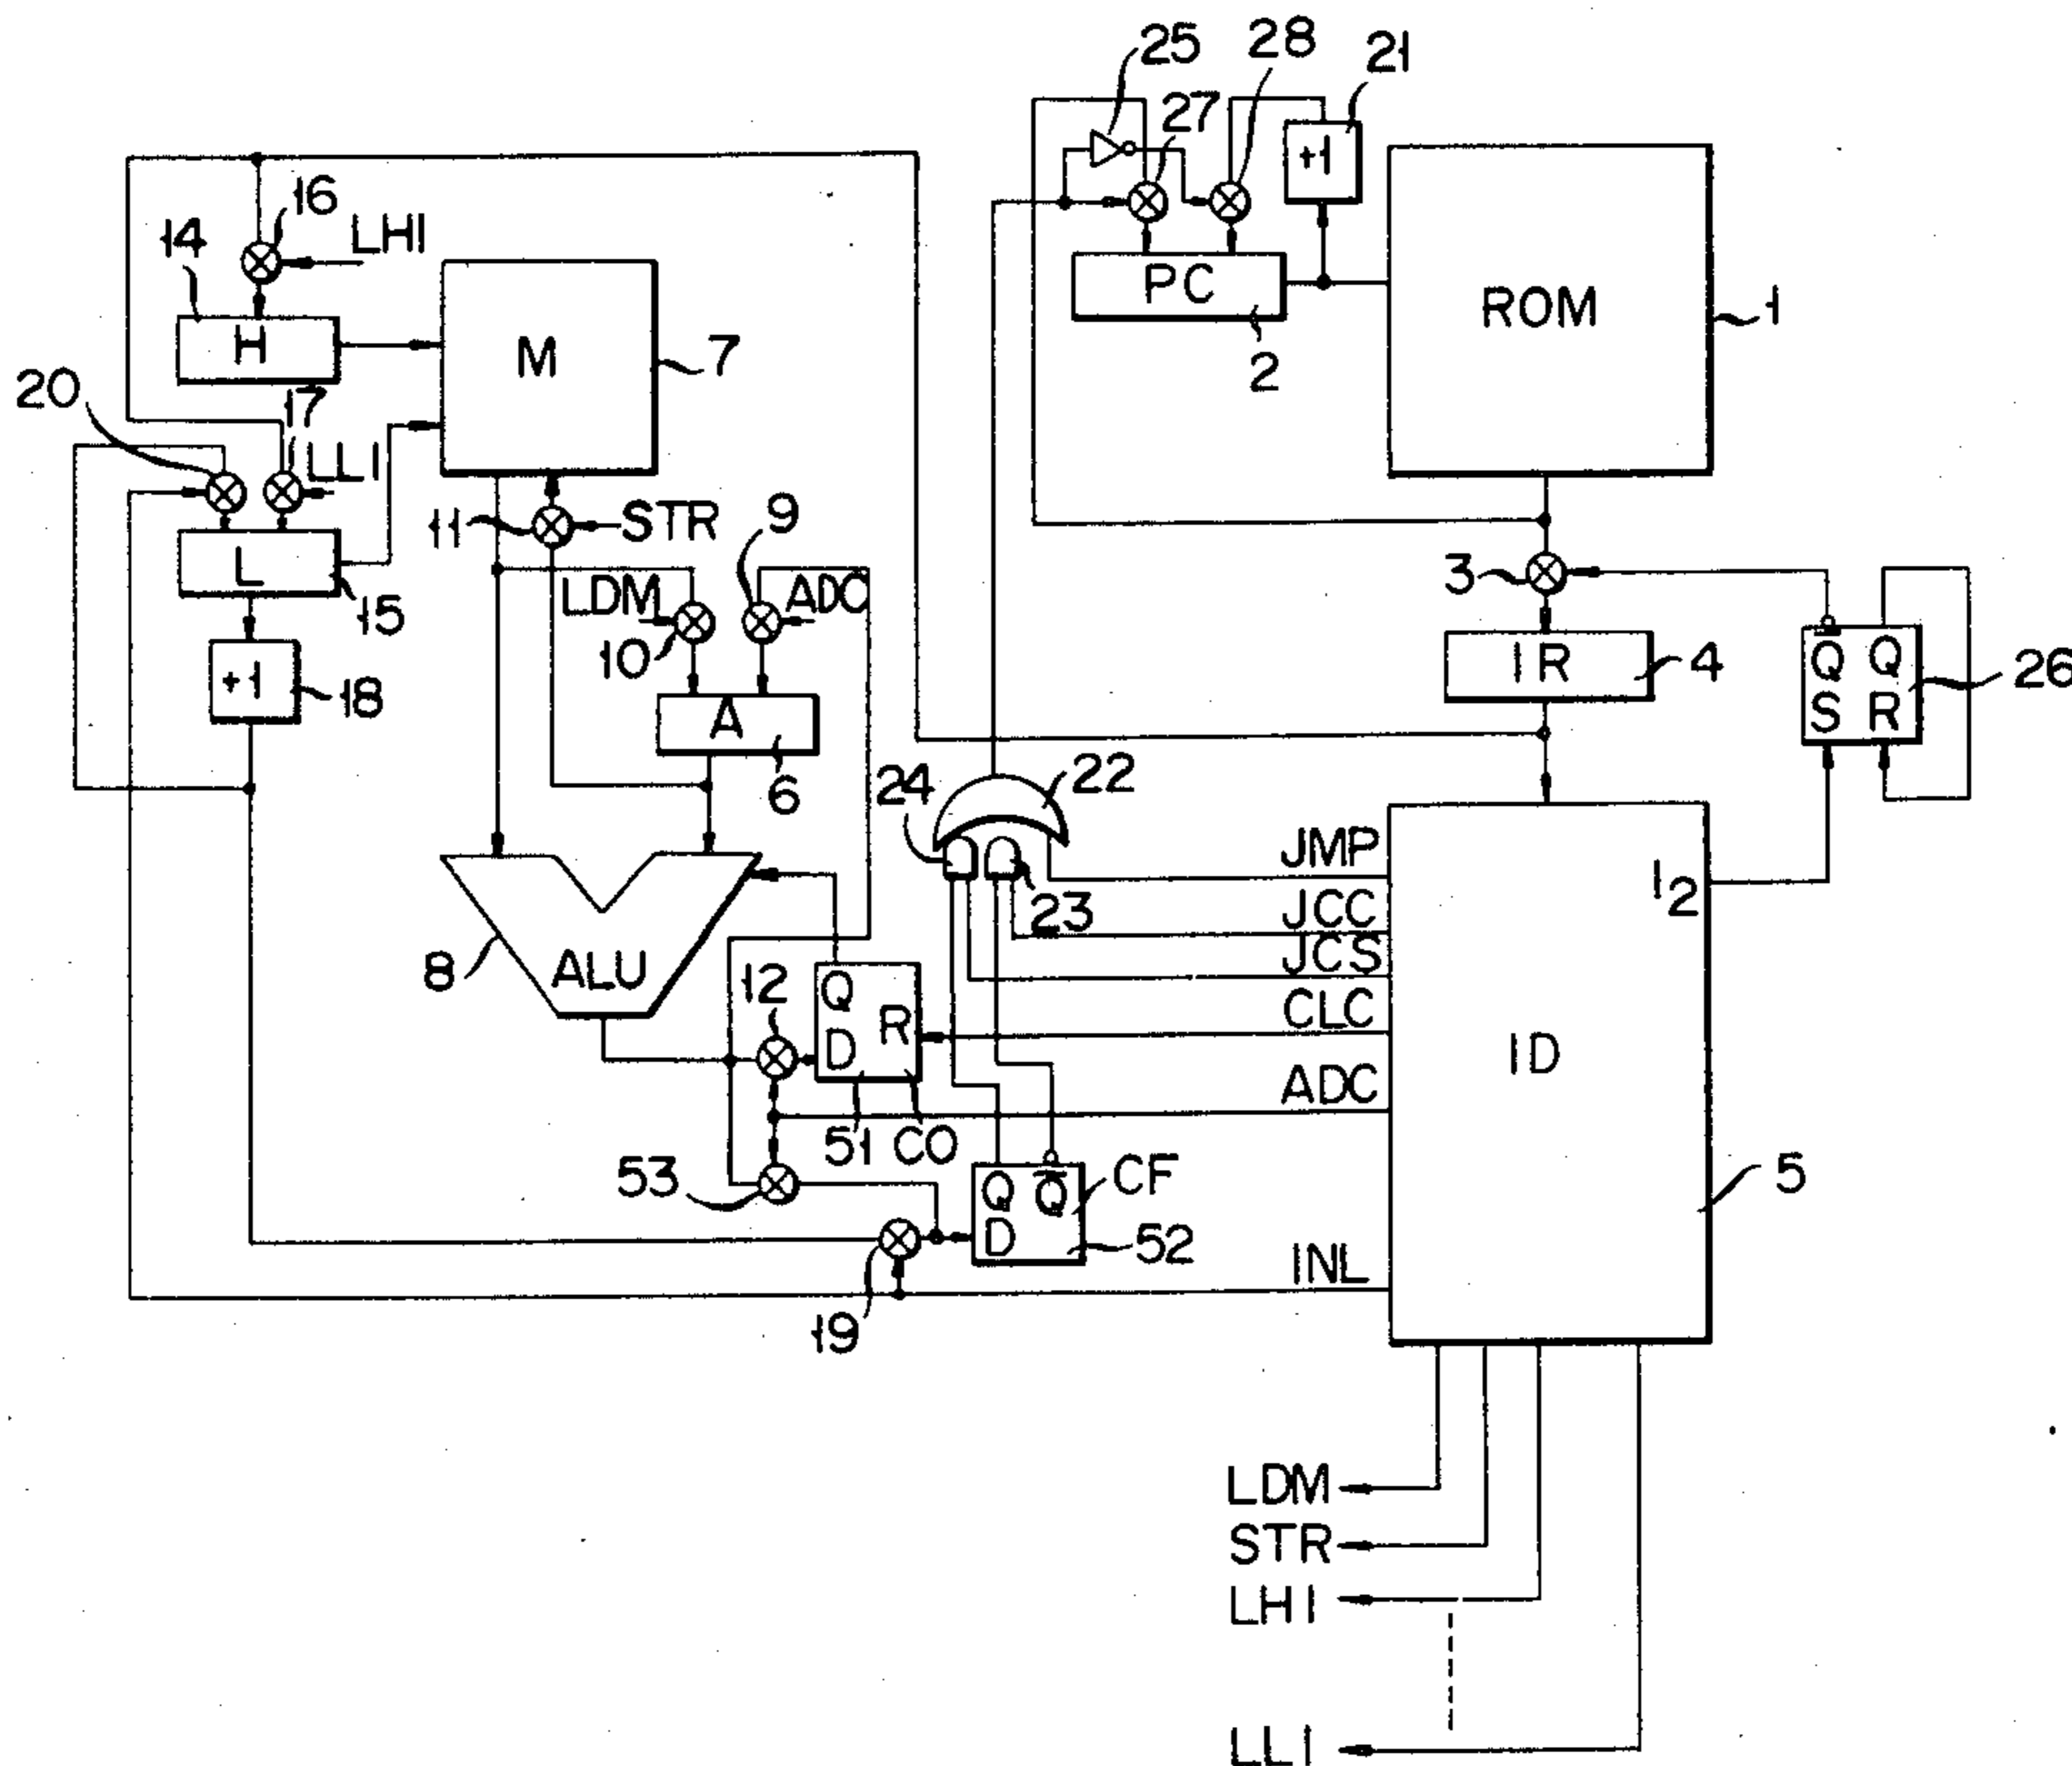 25
28
21
27
+1
16
LHI
14
H
M
7
PC
2
ROM
1
20
17
LLI
11
STR
9
L
15
LDM
ADC
10
3
IR
4
Q̅ Q
S R
26
+1
18
A
6
24
22
JMP
I2
23
JCC
JCS
8
ALU
12
Q
D
R
CLC
ID
ADC
51
CO
53
Q Q̅
D
CF
52
5
INL
19
LDM
STR
LHI
LLI